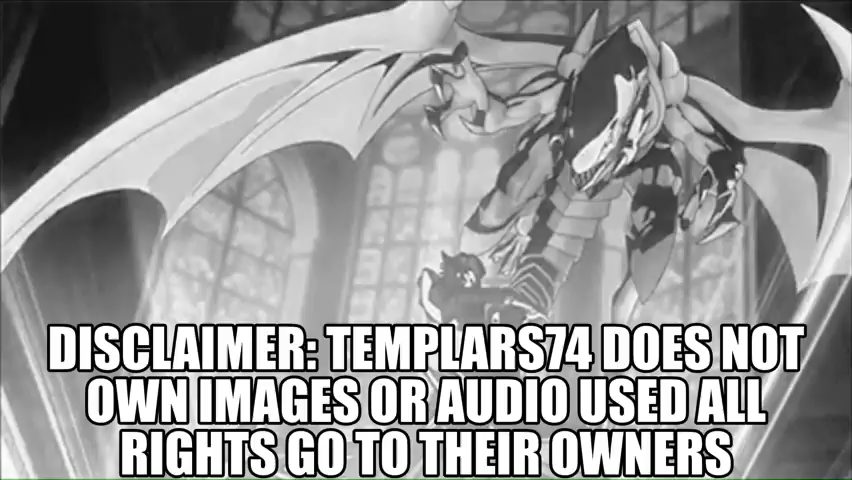 DISCLAIMER: TEMPLARS74 DOES NOT
OWN IMAGES OR AUDIO USED ALL
RIGHTS GO TO THEIR OWNERS